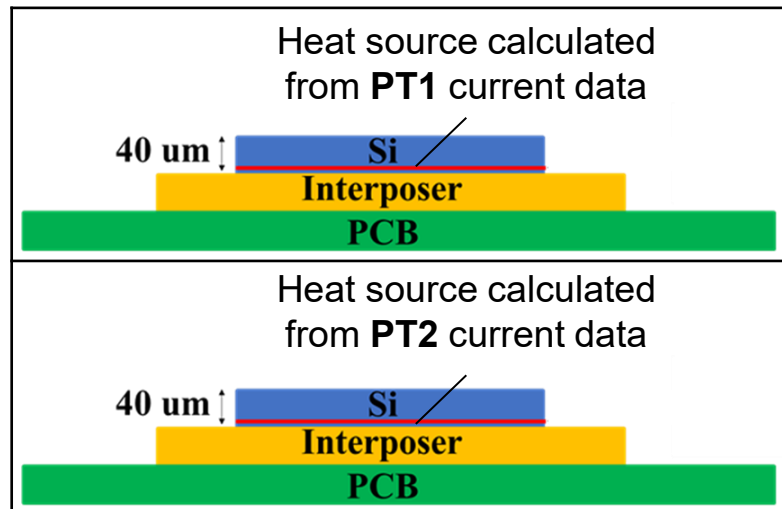 Heat source calculated
from PT1 current data
40 um
Si
Interposer
PCB
Heat source calculated
from PT2 current data
40 um
Si
Interposer
PCB